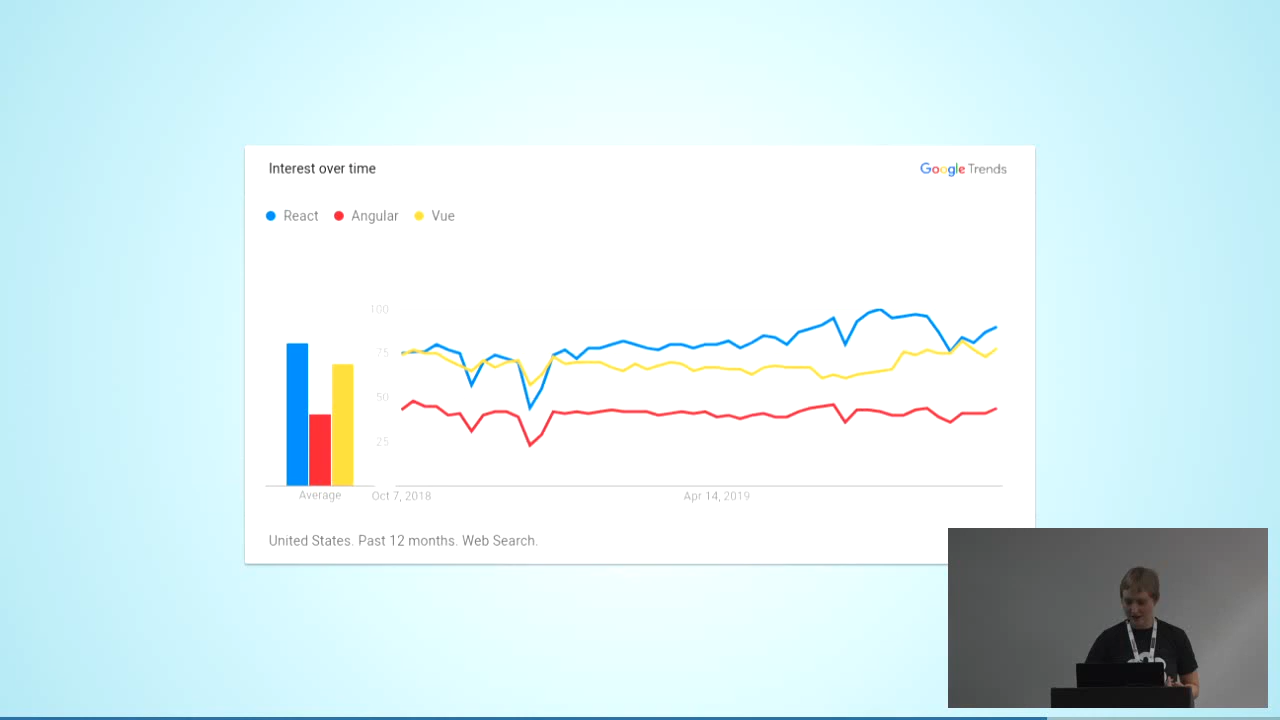 Interest over time
Google Trends
React Angular Vue
100
75
50
25
Average
Oct 7, 2018
Apr 14, 2019
United States. Past 12 months. Web Search.